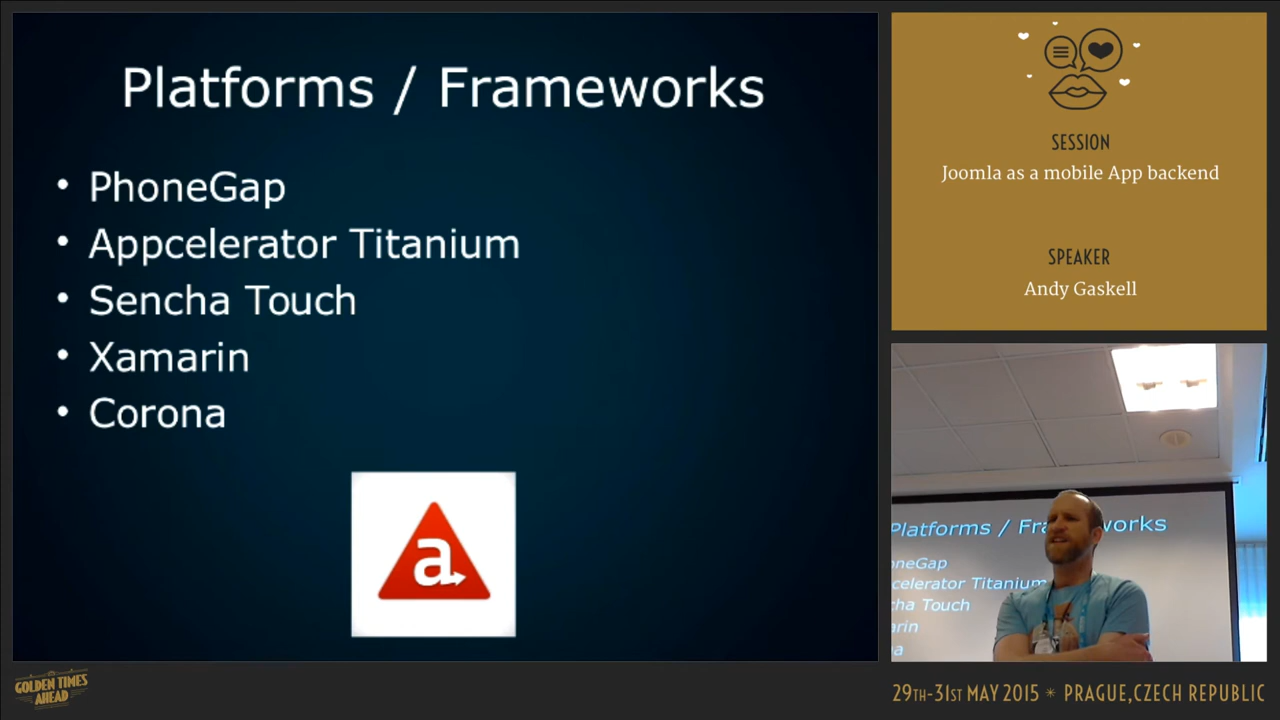 Platforms / Frameworks
• PhoneGap
• Appcelerator Titanium
• Sencha Touch
• Xamarin
• Corona
a
SESSION
Joomla as a mobile App backend
SPEAKER
Andy Gaskell
Platforms / Fra works
oneGap
celerator Titanium
cha Touch
arin
a
GOLDEN TIMES
AHEAD
29TH-31ST MAY 2015 * PRAGUE,CZECH REPUBLIC